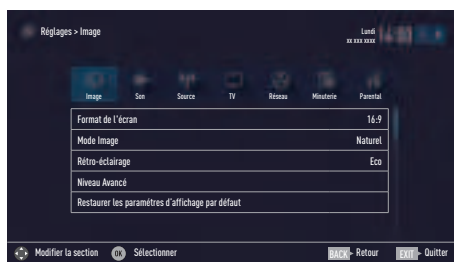 Réglages > Image
Lundi
xx xxx xxxx
Image Son Source TV Réseau Minuterie Parental
Format de l'écran 16:9
Mode Image Naturel
Rétro-éclairage Eco
Niveau Avancé
Restaurer les paramètres d'affichage par défaut
Modifier la section OK Sélectionner BACK Retour EXIT Quitter